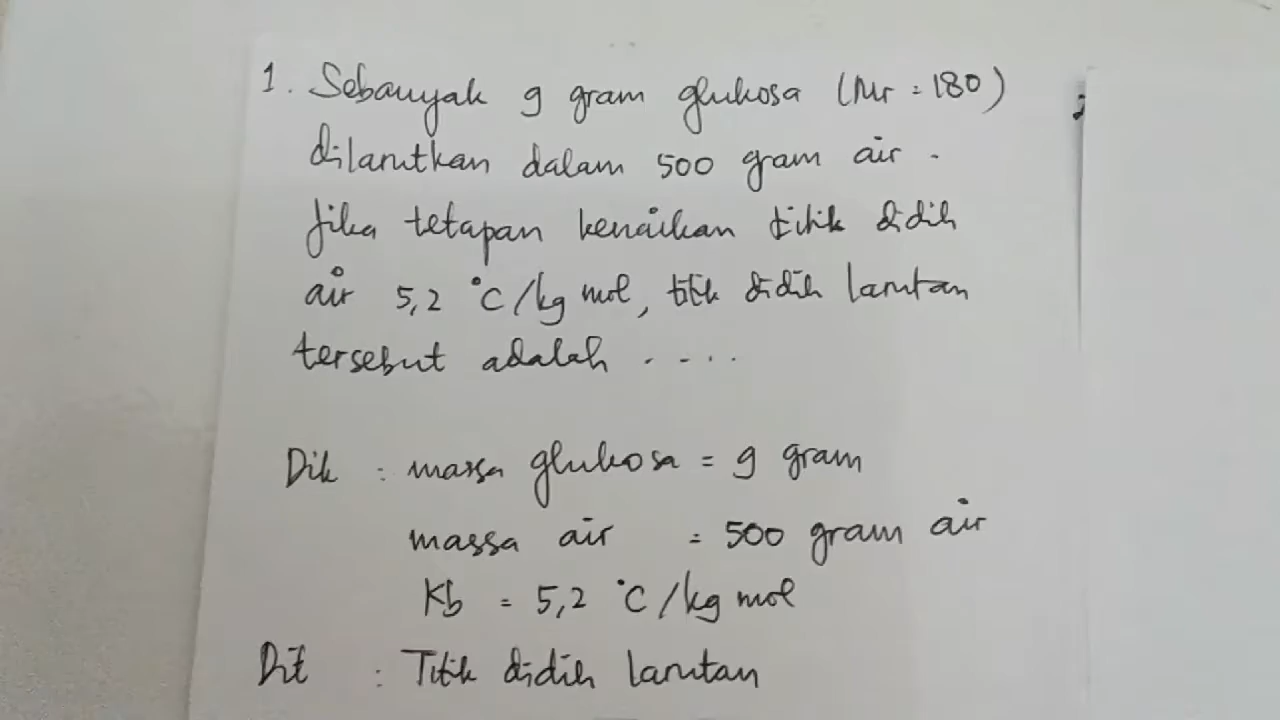 1. Sebanyak 9 gram glukosa (Mr = 180)
dilarutkan dalam 500 gram air.
Jika tetapan kenaikan titik didih
air 5,2 °C/kg mol, titik didih larutan
tersebut adalah ....
Dik : massa glukosa = 9 gram
massa air = 500 gram air
Kb = 5,2 °C/kg mol
Dit : Titik didih larutan